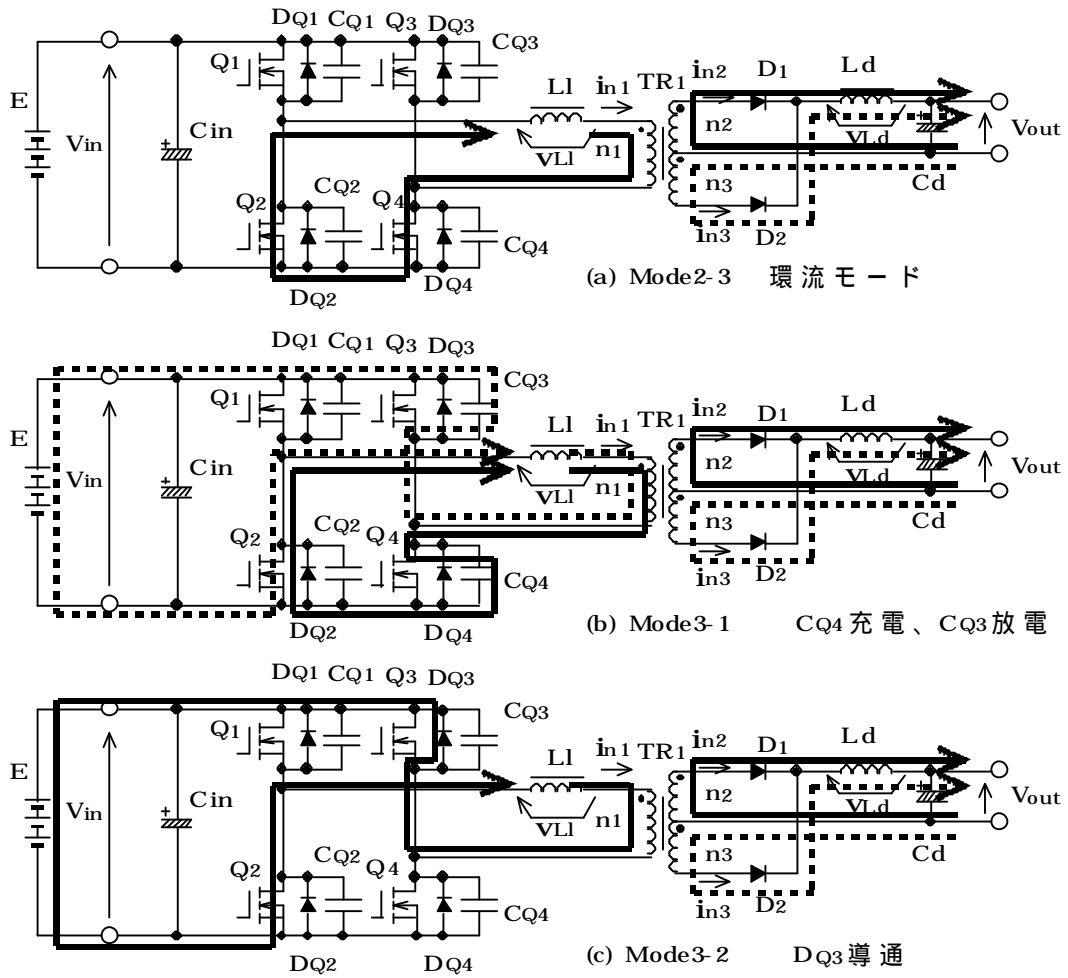 DQ1 CQ1 Q3 DQ3
CQ3
Q1
E
Vin
Cin
Ll
in1
TR1
in2
D1
Ld
VLl
n1
n2
VLd
Vout
Cd
n3
in3
D2
Q2
CQ2
Q4
CQ4
DQ2
DQ4
(a) Mode2-3 環流モード
DQ1 CQ1 Q3 DQ3
CQ3
Q1
E
Vin
Cin
Ll
in1
TR1
in2
D1
Ld
VLl
n1
n2
VLd
Vout
Cd
n3
in3
D2
Q2
CQ2
Q4
CQ4
DQ2
DQ4
(b) Mode3-1 CQ4充電、CQ3放電
DQ1 CQ1 Q3 DQ3
CQ3
Q1
E
Vin
Cin
Ll
in1
TR1
in2
D1
Ld
VLl
n1
n2
VLd
Vout
Cd
n3
in3
D2
Q2
CQ2
Q4
CQ4
DQ2
DQ4
(c) Mode3-2 DQ3導通